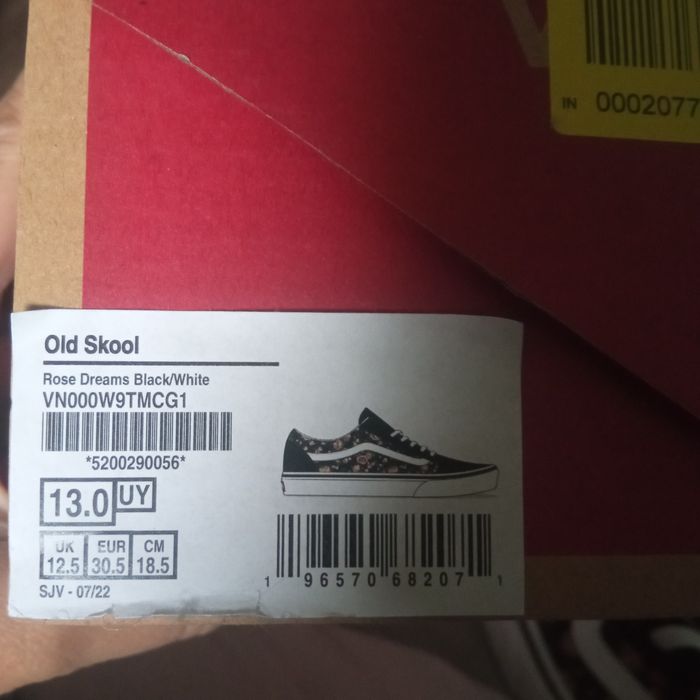 IN 0002077
Old Skool
Rose Dreams Black/White
VN000W9TMCG1
*5200290056*
13.0 UY
UK EUR CM
12.5 30.5 18.5
SJV - 07/22
1 96570 68207 1